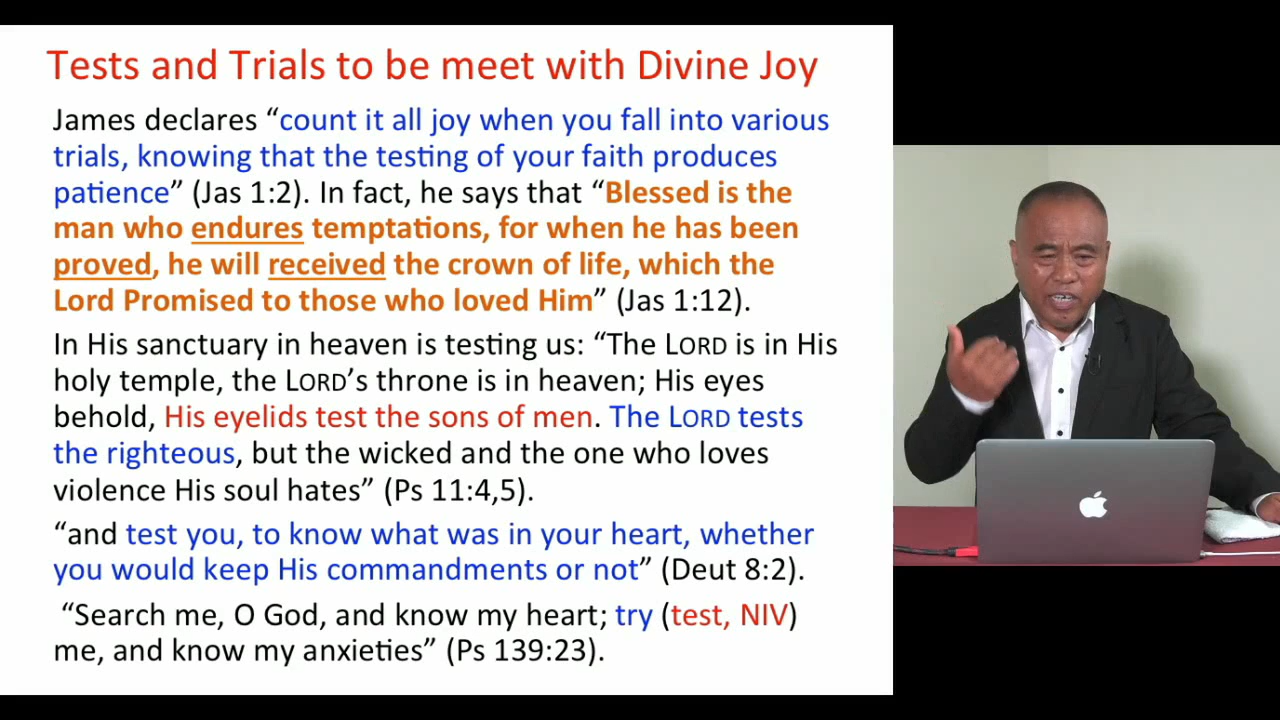 Tests and Trials to be meet with Divine Joy
James declares “count it all joy when you fall into various
trials, knowing that the testing of your faith produces
patience” (Jas 1:2). In fact, he says that “Blessed is the
man who endures temptations, for when he has been
proved, he will received the crown of life, which the
Lord Promised to those who loved Him” (Jas 1:12).
In His sanctuary in heaven is testing us: “The LORD is in His
holy temple, the LORD’s throne is in heaven; His eyes
behold, His eyelids test the sons of men. The LORD tests
the righteous, but the wicked and the one who loves
violence His soul hates” (Ps 11:4,5).
“and test you, to know what was in your heart, whether
you would keep His commandments or not” (Deut 8:2).
“Search me, O God, and know my heart; try (test, NIV)
me, and know my anxieties” (Ps 139:23).